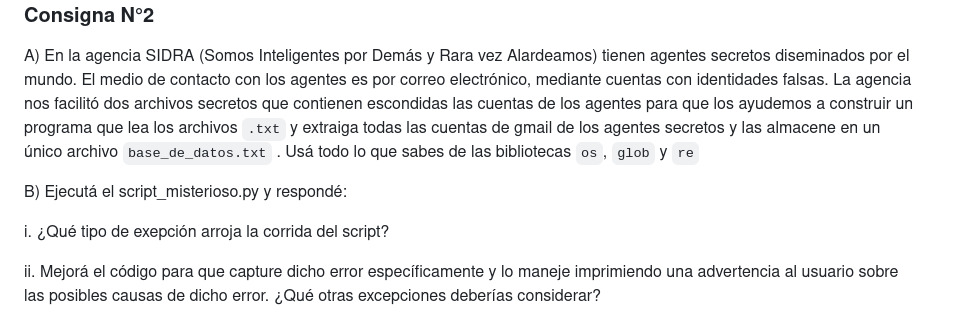 Consigna N°2
A) En la agencia SIDRA (Somos Inteligentes por Demás y Rara vez Alardeamos) tienen agentes secretos diseminados por el
mundo. El medio de contacto con los agentes es por correo electrónico, mediante cuentas con identidades falsas. La agencia
nos facilitó dos archivos secretos que contienen escondidas las cuentas de los agentes para que los ayudemos a construir un
programa que lea los archivos .txt y extraiga todas las cuentas de gmail de los agentes secretos y las almacene en un
único archivo base_de_datos.txt . Usá todo lo que sabes de las bibliotecas os , glob y re
B) Ejecutá el script_misterioso.py y respondé:
i. ¿Qué tipo de exepción arroja la corrida del script?
ii. Mejorá el código para que capture dicho error específicamente y lo maneje imprimiendo una advertencia al usuario sobre
las posibles causas de dicho error. ¿Qué otras excepciones deberías considerar?